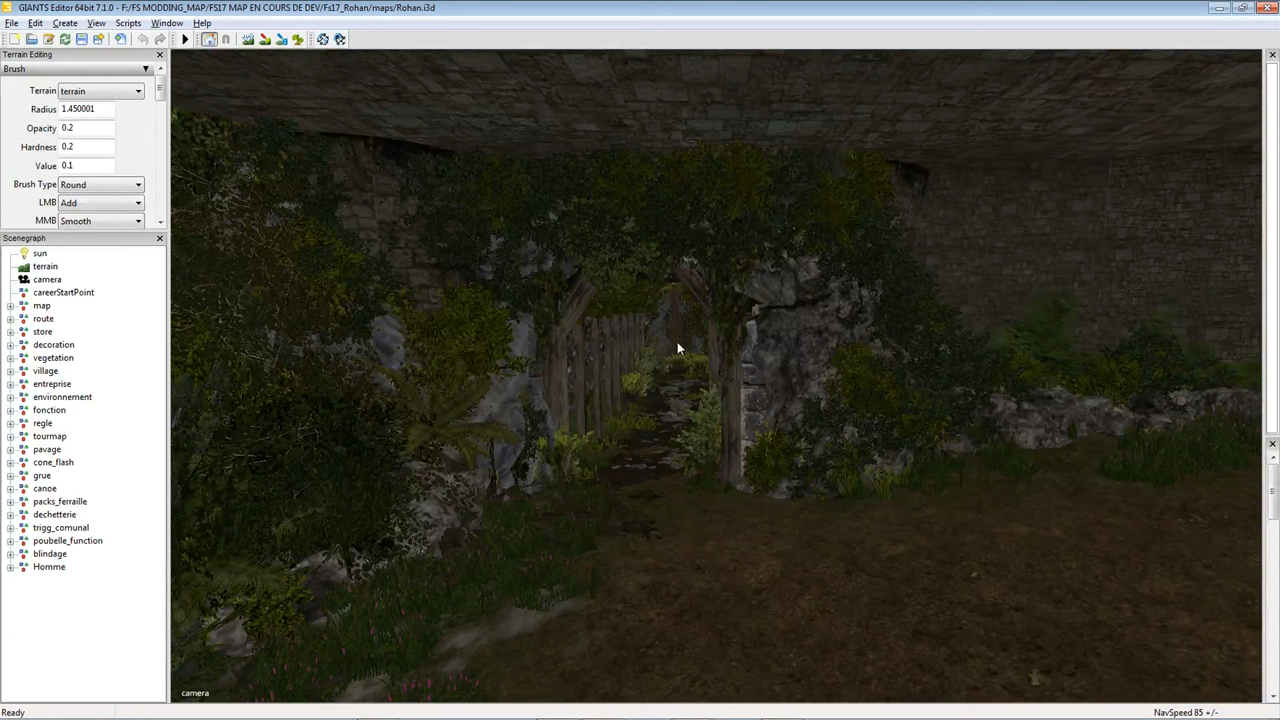 GIANTS Editor 64bit 7.1.0 - F:/FS MODDING_MAP/FS17 MAP EN COURS DE DEV/Fs17_Rohan/maps/Rohan.i3d
File Edit Create View Scripts Window Help
Terrain Editing
Brush
Terrain terrain
Radius 1.450001
Opacity 0.2
Hardness 0.2
Value 0.1
Brush Type Round
LMB Add
MMB Smooth
Scenegraph
sun
terrain
camera
careerStartPoint
map
route
store
decoration
vegetation
village
entreprise
environnement
fonction
regle
tourmap
pavage
cone_flash
grue
canoe
packs_ferraille
dechetterie
trigg_comunal
poubelle_function
blindage
Homme
camera
Ready
NavSpeed 85 +/-